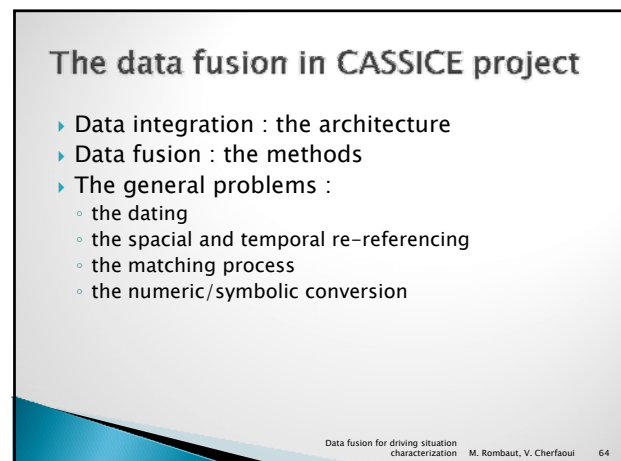 The data fusion in CASSICE project
Data integration : the architecture
Data fusion : the methods
The general problems :
the dating
the spacial and temporal re-referencing
the matching process
the numeric/symbolic conversion
Data fusion for driving situation
characterization M. Rombaut, V. Cherfaoui 64